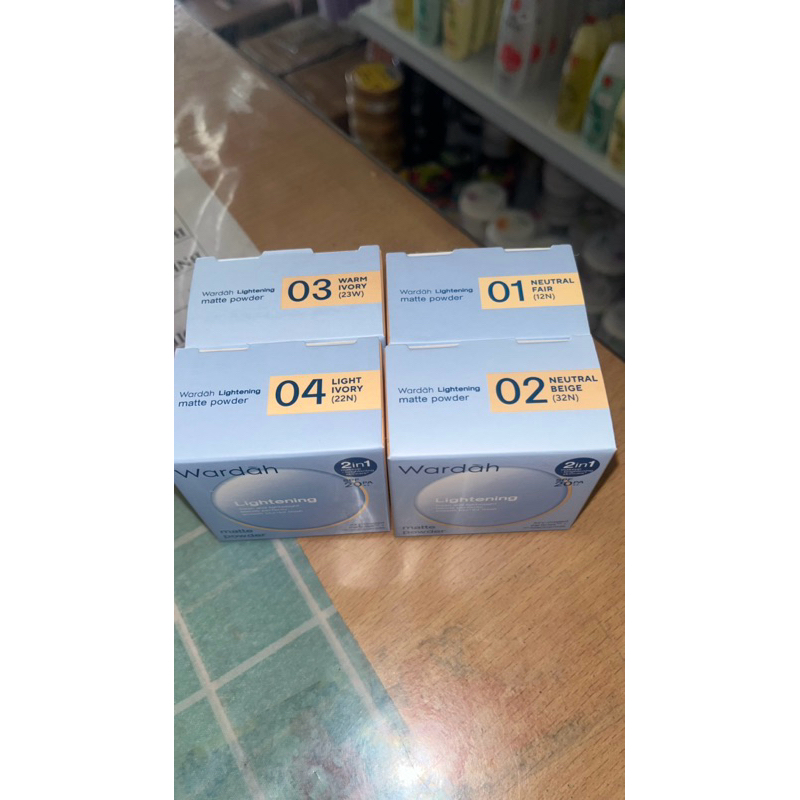 Wardah Lightening
matte powder
03
WARM
IVORY
(23W)
Wardah Lightening
matte powder
01
NEUTRAL
FAIR
(12N)
Wardah Lightening
matte powder
04
LIGHT
IVORY
(22N)
Wardah Lightening
matte powder
02
NEUTRAL
BEIGE
(32N)
Wardah
2in1
Lightening
matte
powder
Wardah
2in1
Lightening
matte
powder